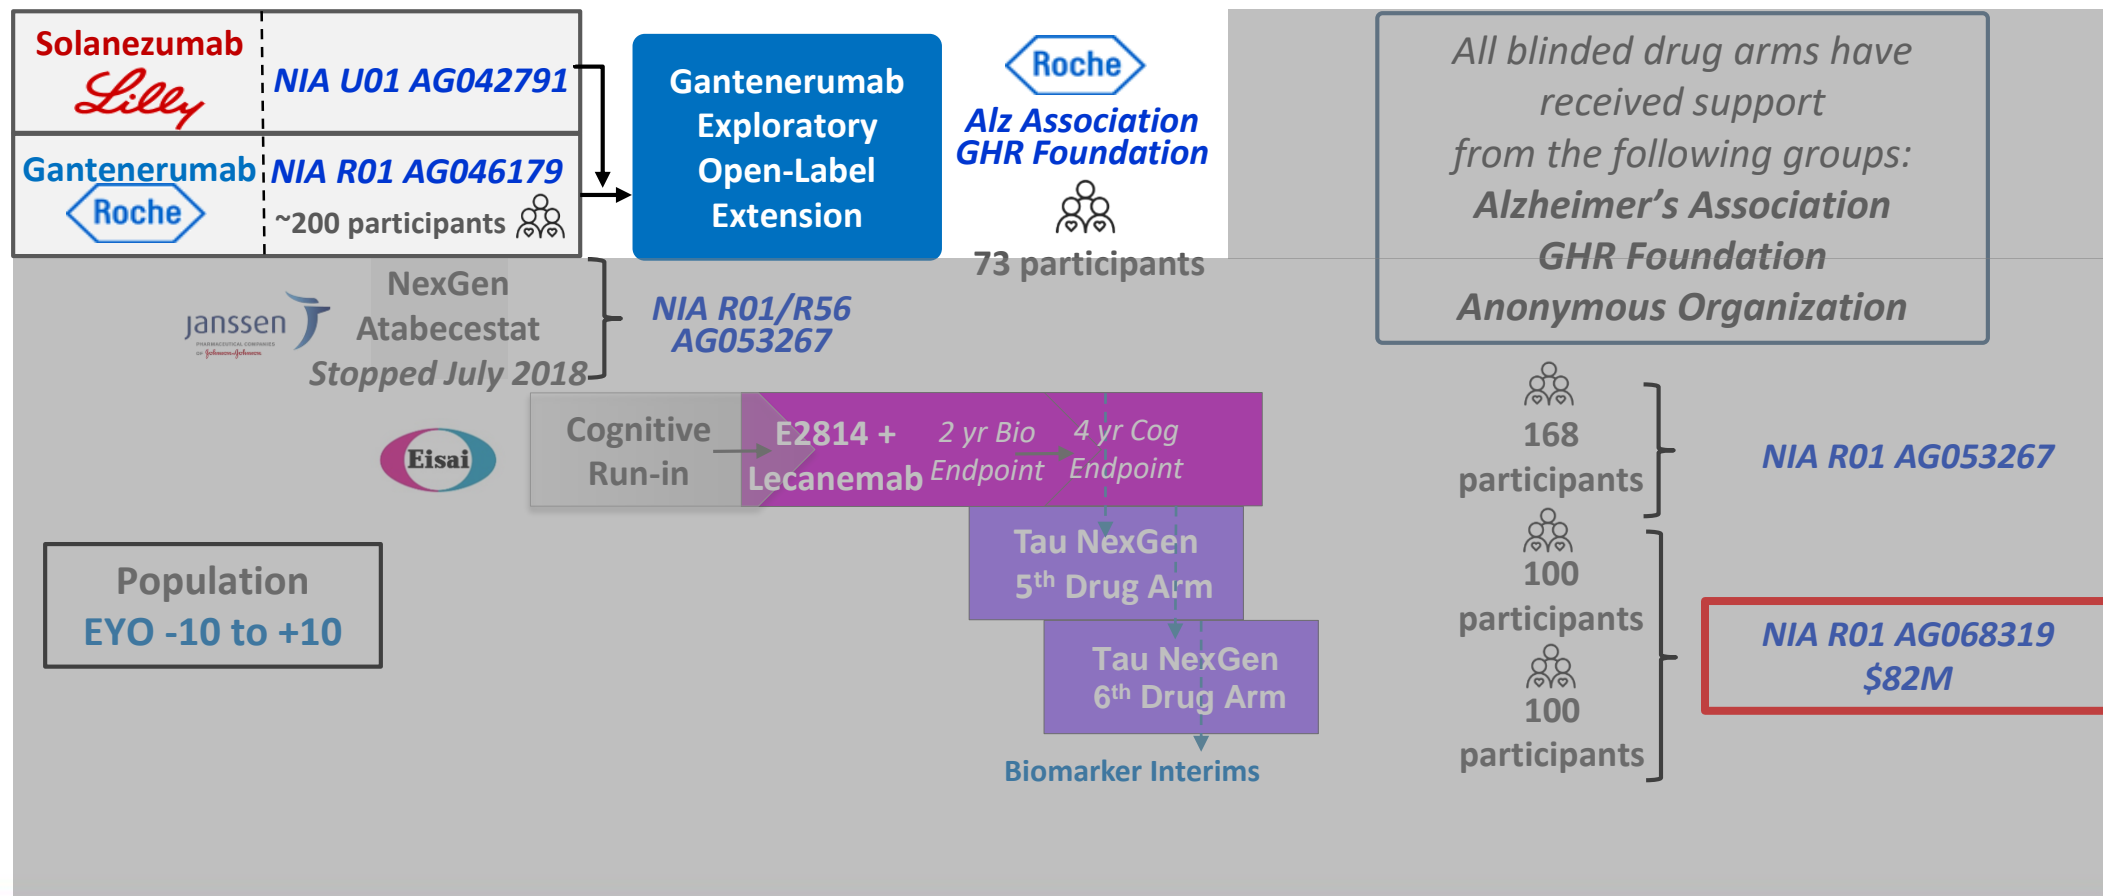 Solanezumab
Lilly
NIA U01 AG042791
Gantenerumab
Roche
NIA R01 AG046179
~200 participants
Gantenerumab
Exploratory
Open-Label
Extension
Roche
Alz Association
GHR Foundation
73 participants
All blinded drug arms have
received support
from the following groups:
Alzheimer’s Association
GHR Foundation
Anonymous Organization
janssen
PHARMACEUTICAL COMPANIES
OF Johnson & Johnson
NexGen
Atabecestat
Stopped July 2018
NIA R01/R56
AG053267
Eisai
Cognitive
Run-in
E2814 +
Lecanemab
2 yr Bio
Endpoint
4 yr Cog
Endpoint
168
participants
NIA R01 AG053267
Tau NexGen
5th Drug Arm
100
participants
Population
EYO -10 to +10
Tau NexGen
6th Drug Arm
100
participants
NIA R01 AG068319
$82M
Biomarker Interims